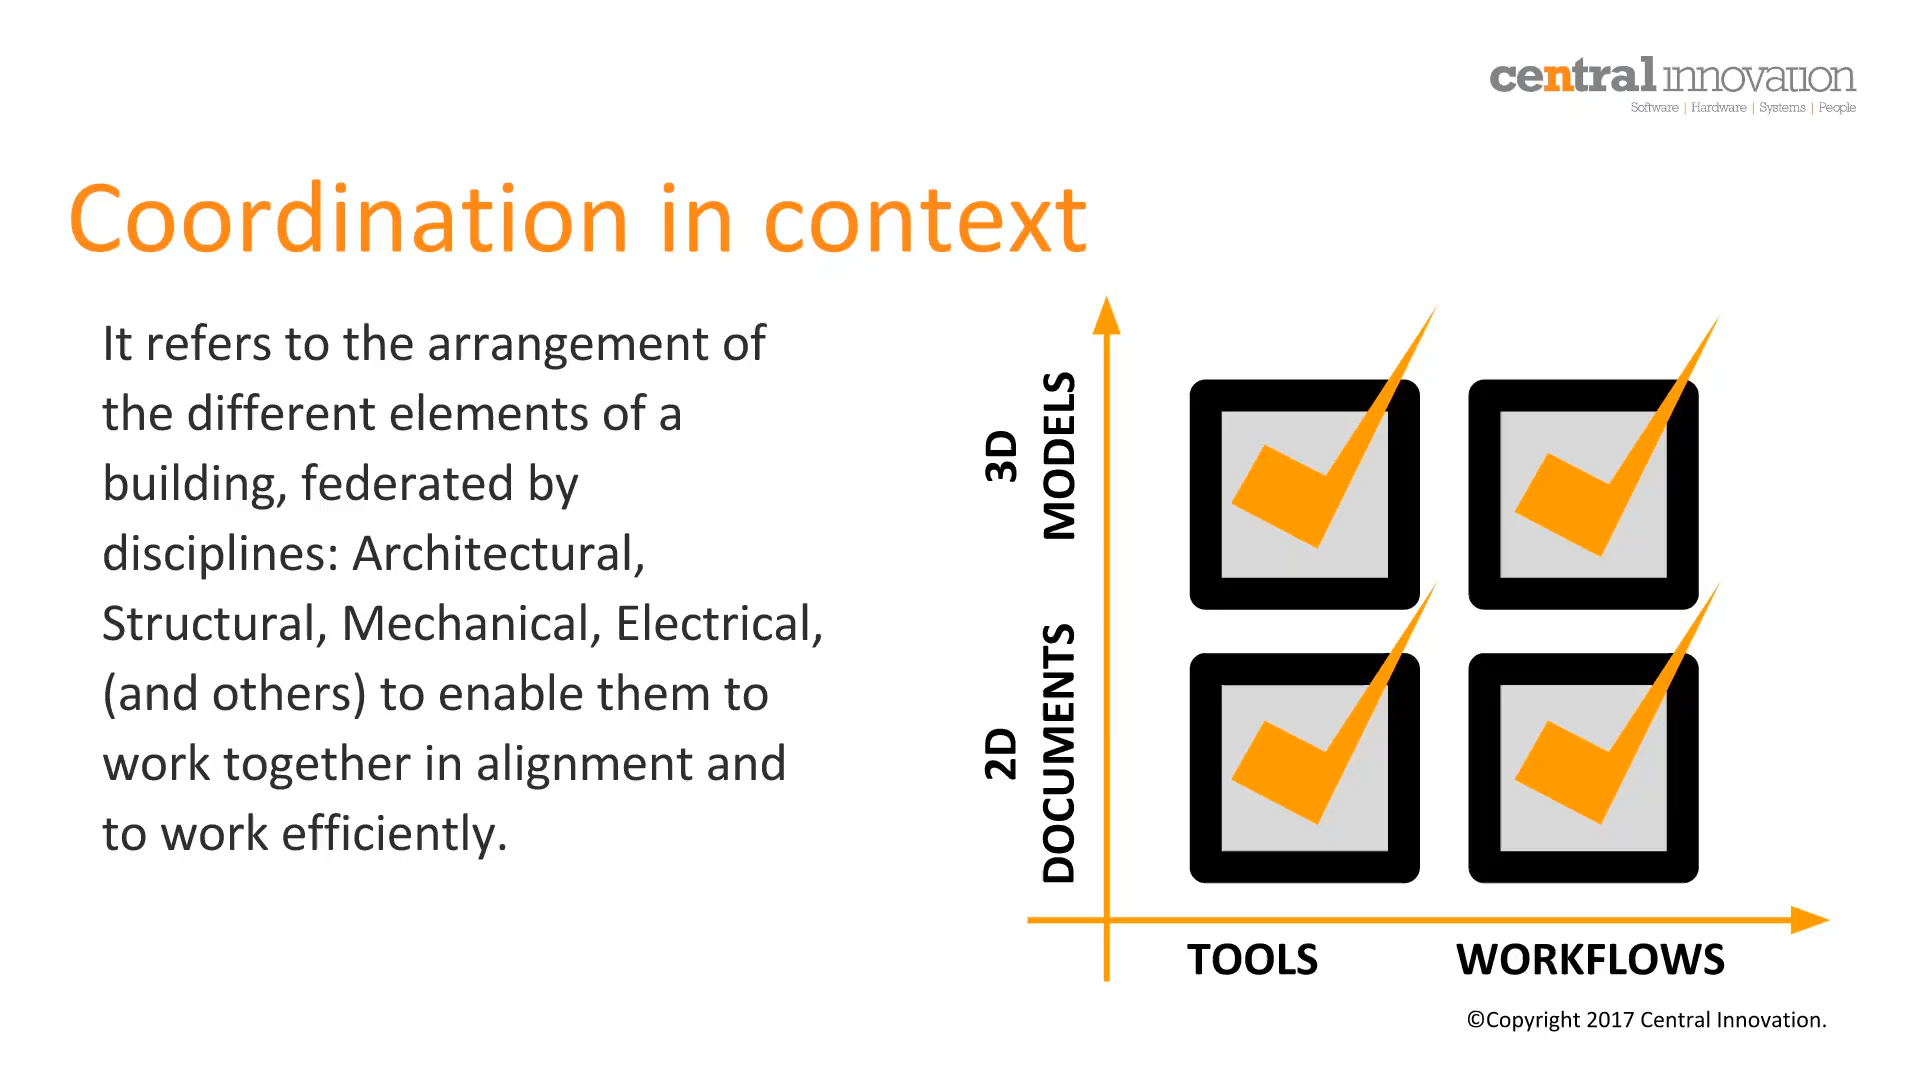 central innovation
Software | Hardware | Systems | People
Coordination in context
It refers to the arrangement of
the different elements of a
building, federated by
disciplines: Architectural,
Structural, Mechanical, Electrical,
(and others) to enable them to
work together in alignment and
to work efficiently.
3D
MODELS
2D
DOCUMENTS
TOOLS
WORKFLOWS
©Copyright 2017 Central Innovation.